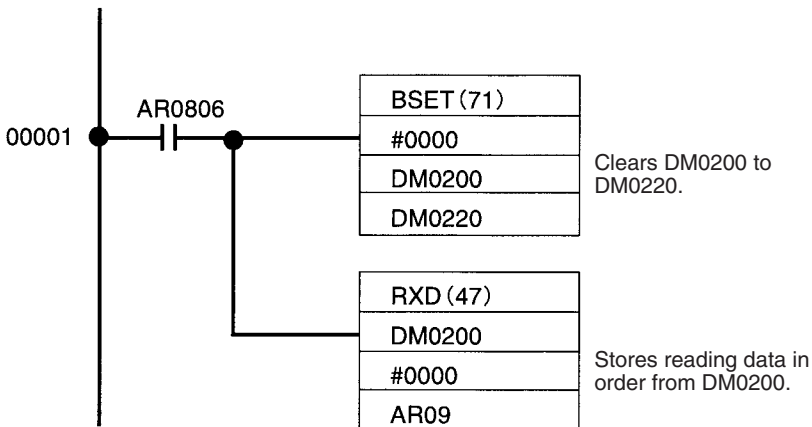 AR0806
00001
BSET(71)
#0000
DM0200
DM0220
Clears DM0200 to
DM0220.
RXD(47)
DM0200
#0000
AR09
Stores reading data in
order from DM0200.